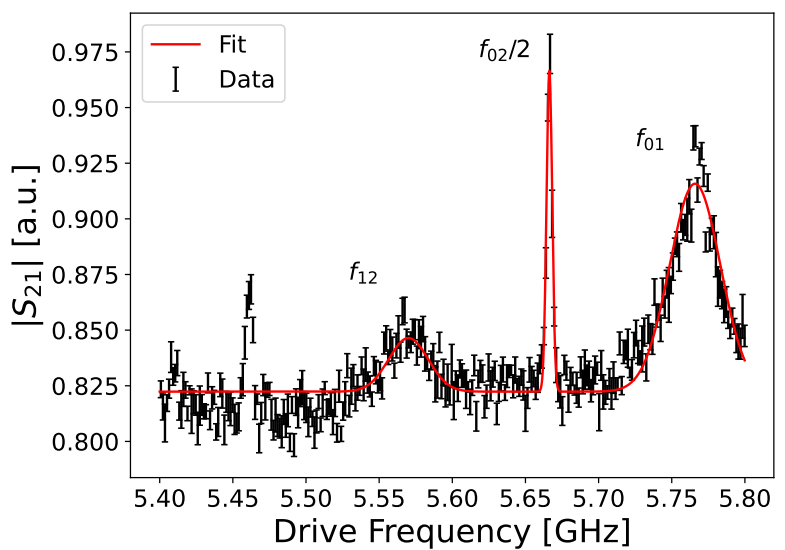 Fit
Data
f02/2
f01
f12
|S21| [a.u.]
0.975
0.950
0.925
0.900
0.875
0.850
0.825
0.800
5.40 5.45 5.50 5.55 5.60 5.65 5.70 5.75 5.80
Drive Frequency [GHz]